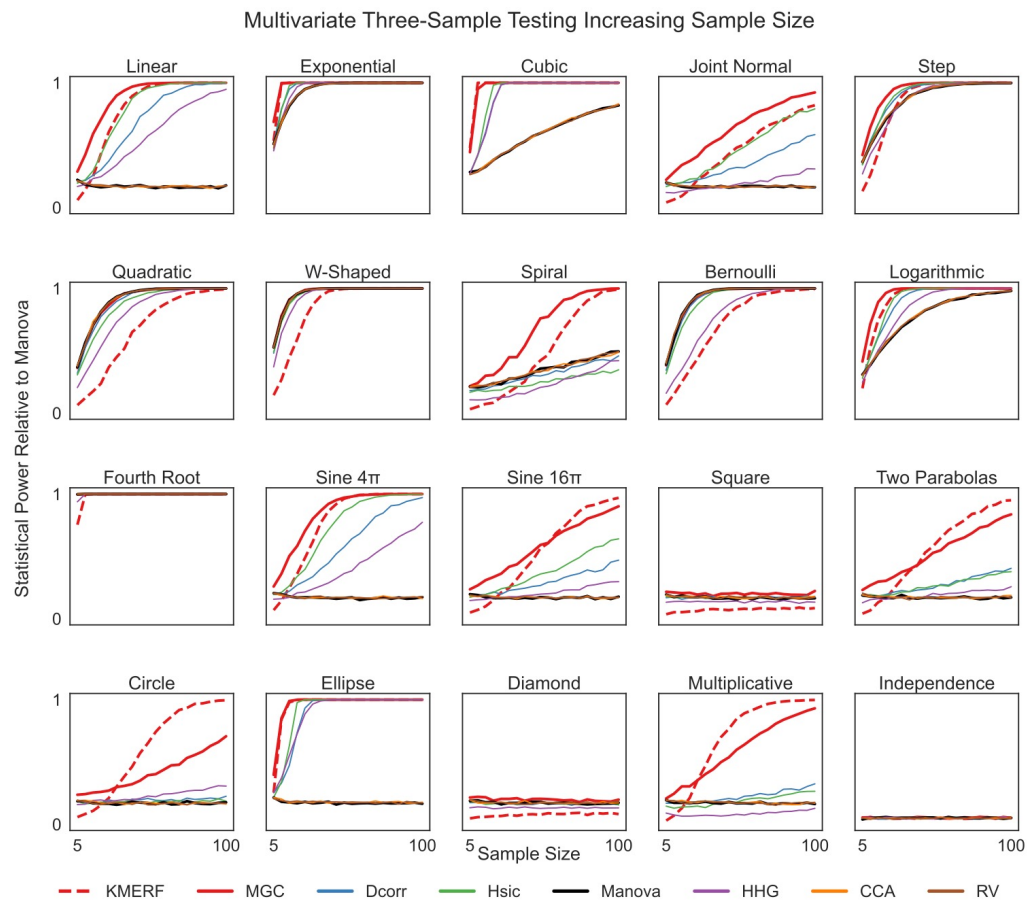 Multivariate Three-Sample Testing Increasing Sample Size
Linear Exponential Cubic Joint Normal Step
1
0
Quadratic W-Shaped Spiral Bernoulli Logarithmic
1
0
Statistical Power Relative to Manova
Fourth Root Sine 4π Sine 16π Square Two Parabolas
1
0
Circle Ellipse Diamond Multiplicative Independence
1
0
5 100 5 100 5 100 5 100 5 100
Sample Size
KMERF MGC Dcorr Hsic Manova HHG CCA RV